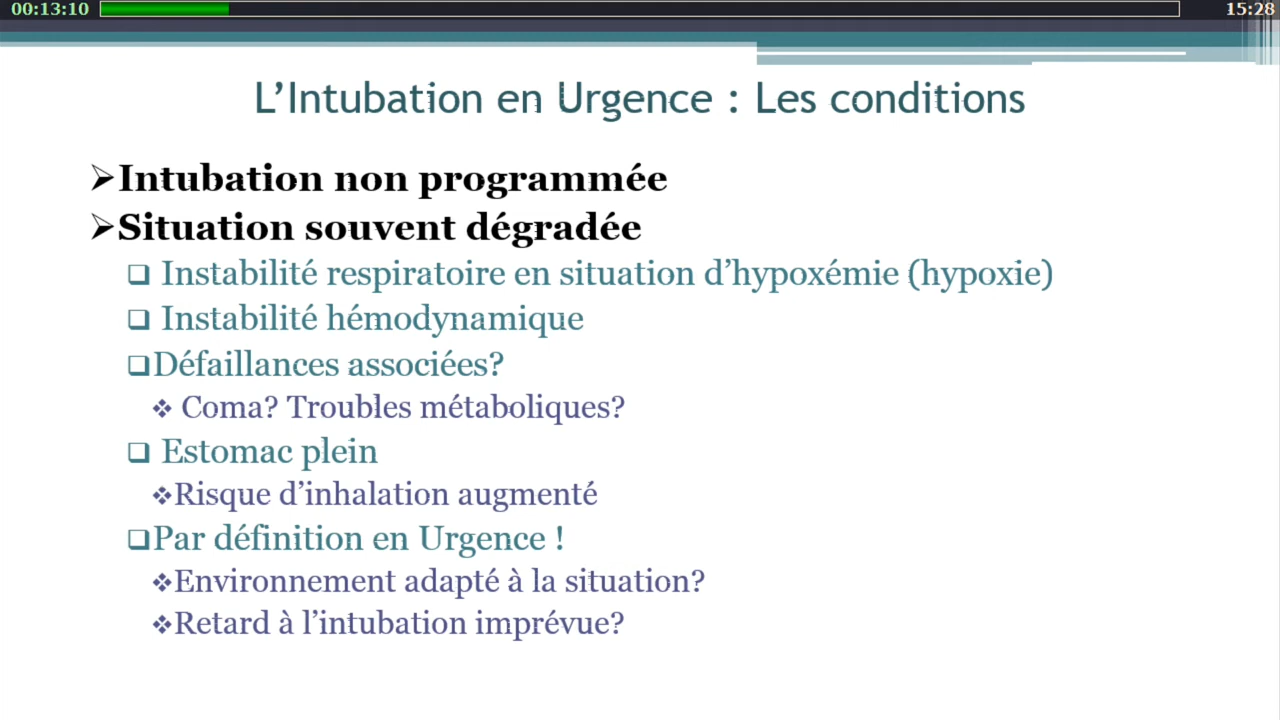 00:13:10
15:28
L’Intubation en Urgence : Les conditions
➢Intubation non programmée
➢Situation souvent dégradée
❑ Instabilité respiratoire en situation d’hypoxémie (hypoxie)
❑ Instabilité hémodynamique
❑Défaillances associées?
❖ Coma? Troubles métaboliques?
❑ Estomac plein
❖Risque d’inhalation augmenté
❑Par définition en Urgence !
❖Environnement adapté à la situation?
❖Retard à l’intubation imprévue?